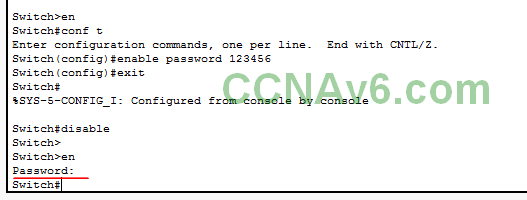 Switch>en
Switch#conf t
Enter configuration commands, one per line.  End with CNTL/Z.
Switch(config)#enable password 123456
Switch(config)#exit
Switch#
%SYS-5-CONFIG_I: Configured from console by console
CCNAv6.com
Switch#disable
Switch>
Switch>en
Password:
Switch#